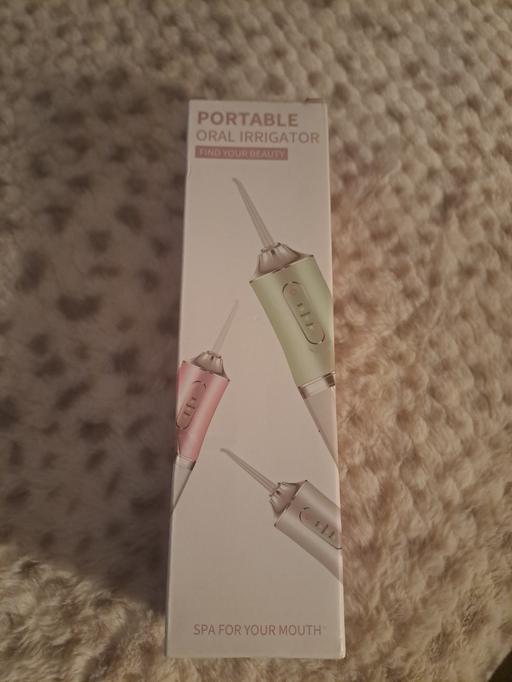 PORTABLE
ORAL IRRIGATOR
FIND YOUR BEAUTY
SPA FOR YOUR MOUTH